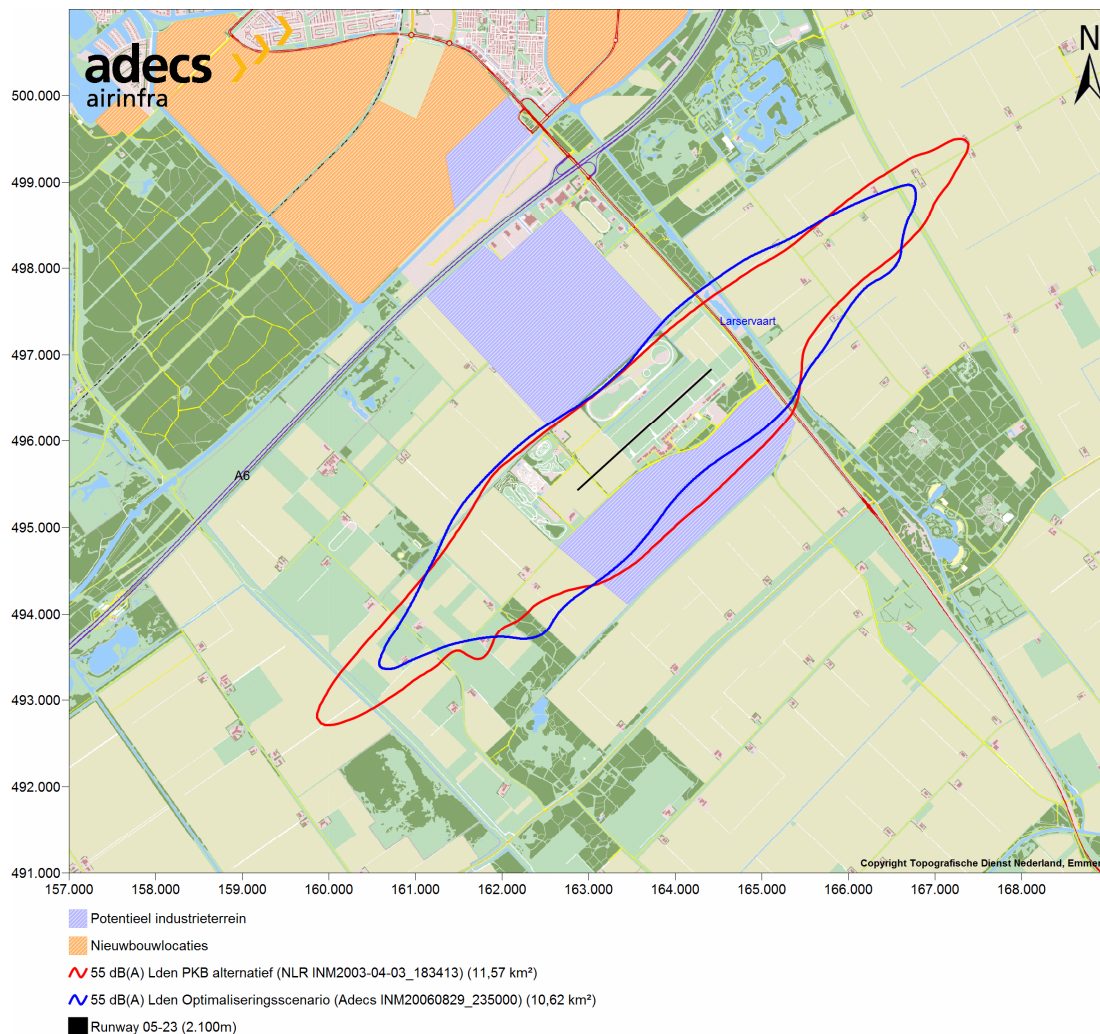 adecs
airinfra
N
500.000
499.000
498.000
497.000
496.000
495.000
494.000
493.000
492.000
491.000
Larservaart
A6
Copyright Topografische Dienst Nederland, Emmen
157.000 158.000 159.000 160.000 161.000 162.000 163.000 164.000 165.000 166.000 167.000 168.000
Potentieel industrieterrein
Nieuwbouwlocaties
55 dB(A) Lden PKB alternatief (NLR INM2003-04-03_183413) (11,57 km²)
55 dB(A) Lden Optimaliseringsscenario (Adecs INM20060829_235000) (10,62 km²)
Runway 05-23 (2.100m)